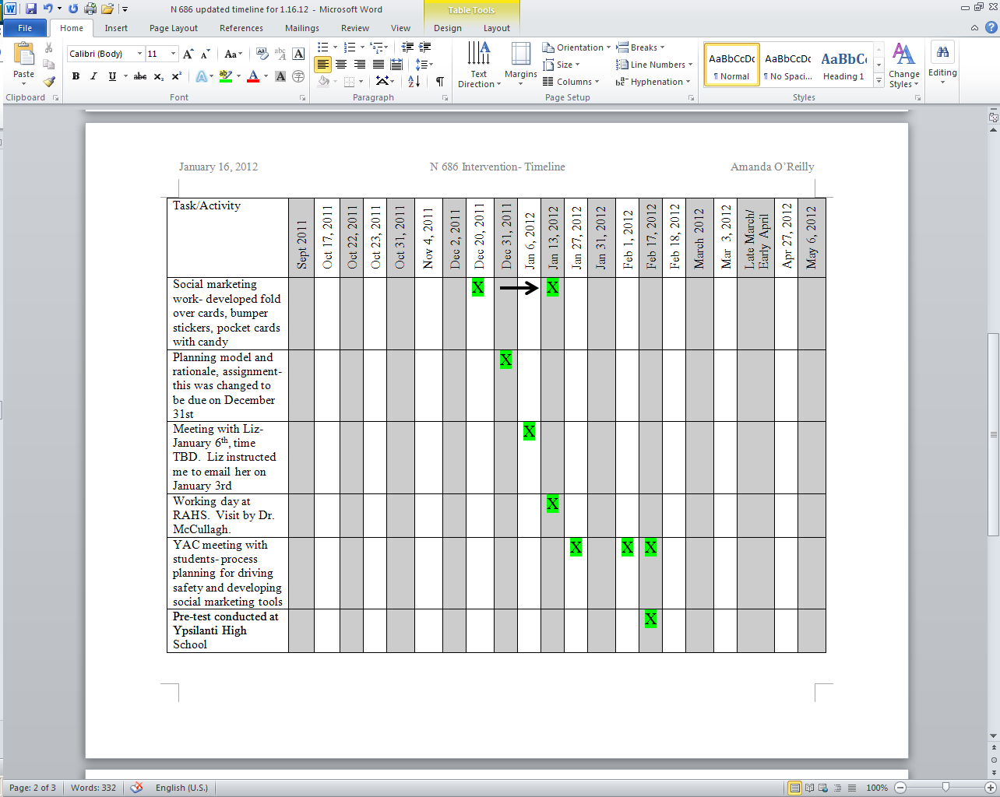 N 686 updated timeline for 1.16.12 - Microsoft Word
Table Tools
File Home Insert Page Layout References Mailings Review View Design Layout
Paste
Clipboard
Calibri (Body) 11
Font
Paragraph
Text Direction
Margins
Orientation
Size
Columns
Breaks
Line Numbers
Hyphenation
Page Setup
AaBbCcDc AaBbCcDc AaBbCc
¶ Normal ¶ No Spaci... Heading 1
Styles
Change Styles
Editing
January 16, 2012 N 686 Intervention- Timeline Amanda O'Reilly
Task/Activity
Sept 2011
Oct 17, 2011
Oct 22, 2011
Oct 23, 2011
Oct 31, 2011
Nov 4, 2011
Dec 2, 2011
Dec 20, 2011
Dec 31, 2011
Jan 6, 2012
Jan 13, 2012
Jan 27, 2012
Jan 31, 2012
Feb 1, 2012
Feb 17, 2012
Feb 18, 2012
March 2012
Mar 3, 2012
Late March/
Early April
Apr 27, 2012
May 6, 2012
Social marketing X X
work- developed fold
over cards, bumper
stickers, pocket cards
with candy
Planning model and X
rationale, assignment-
this was changed to
be due on December
31st
Meeting with Liz- X
January 6th, time
TBD. Liz instructed
me to email her on
January 3rd
Working day at X
RAHS. Visit by Dr.
McCullagh.
YAC meeting with X X X
students- process
planning for driving
safety and developing
social marketing tools
Pre-test conducted at X
Ypsilanti High
School
Page: 2 of 3 Words: 332 English (U.S.) 100%